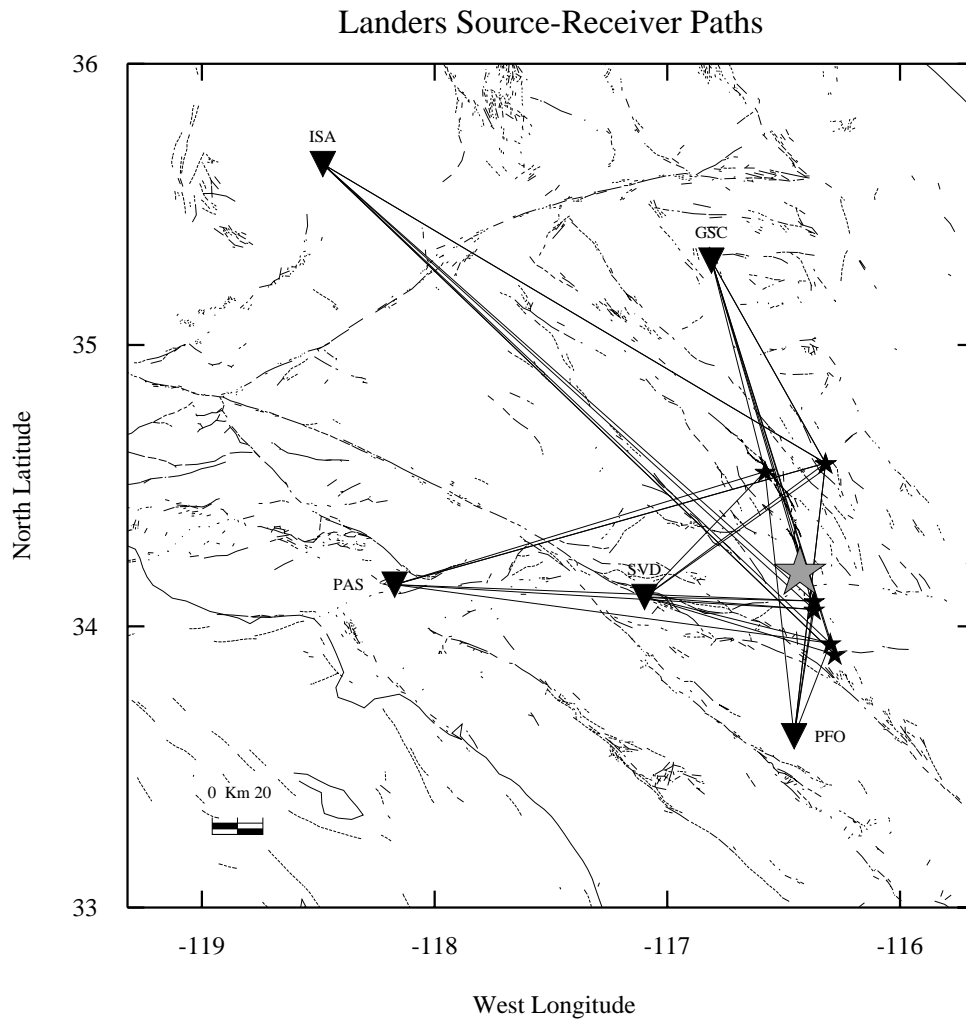 Landers Source-Receiver Paths
36
ISA
GSC
35
North Latitude
PAS
SVD
34
PFO
0 Km 20
33
-119
-118
-117
-116
West Longitude